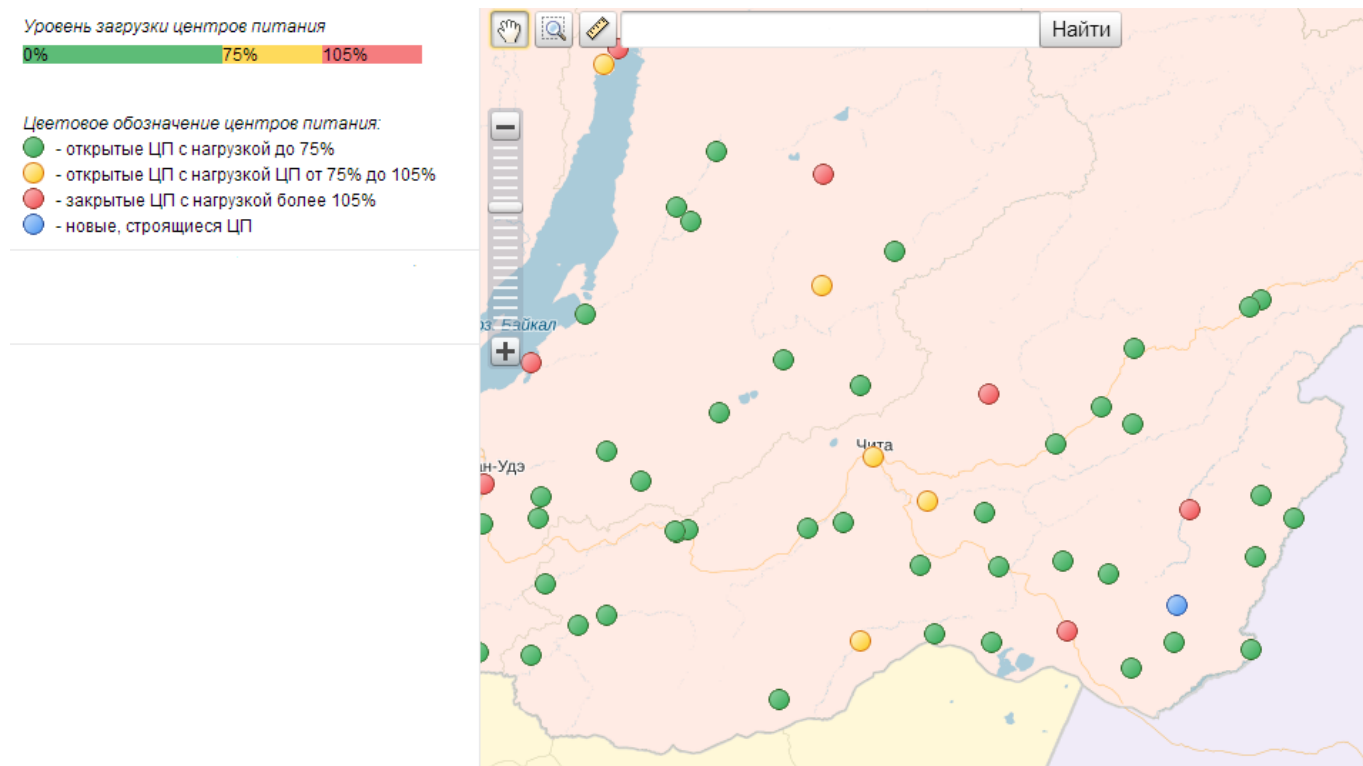 Уровень загрузки центров питания
0% 75% 105%
Цветовое обозначение центров питания:
- открытые ЦП с нагрузкой до 75%
- открытые ЦП с нагрузкой ЦП от 75% до 105%
- закрытые ЦП с нагрузкой более 105%
- новые, строящиеся ЦП
Найти
оз. Байкал
Чита
ан-Удэ